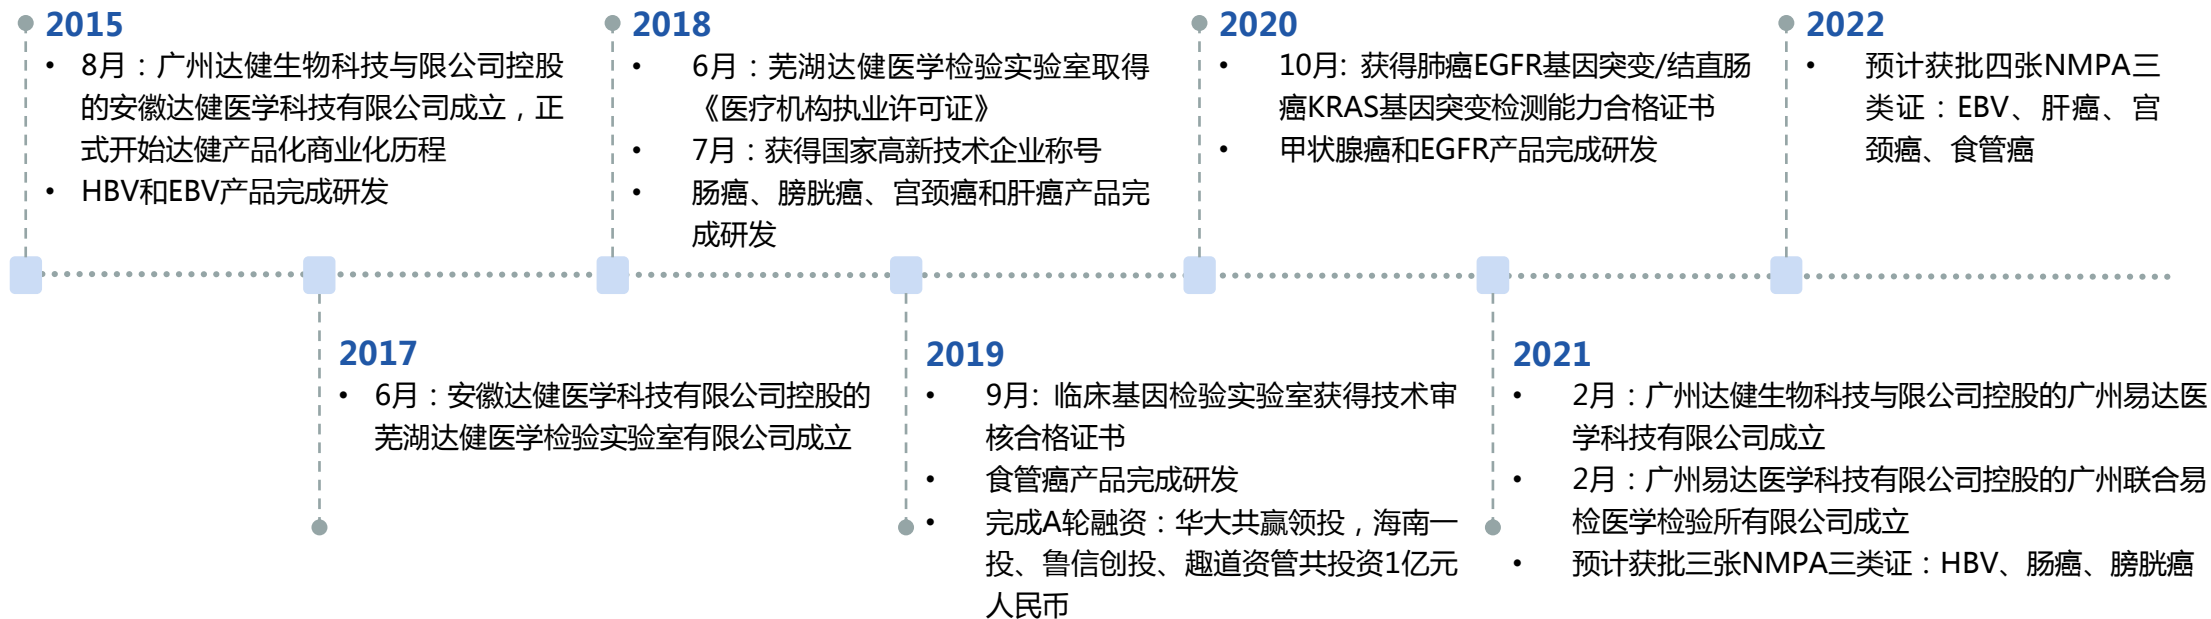 2015
• 8月：广州达健生物科技与限公司控股
的安徽达健医学科技有限公司成立，正
式开始达健产品化商业化历程
• HBV和EBV产品完成研发
2018
• 6月：芜湖达健医学检验实验室取得
《医疗机构执业许可证》
• 7月：获得国家高新技术企业称号
• 肠癌、膀胱癌、宫颈癌和肝癌产品完
成研发
2020
• 10月: 获得肺癌EGFR基因突变/结直肠
癌KRAS基因突变检测能力合格证书
• 甲状腺癌和EGFR产品完成研发
2022
• 预计获批四张NMPA三
类证：EBV、肝癌、宫
颈癌、食管癌
2017
• 6月：安徽达健医学科技有限公司控股的
芜湖达健医学检验实验室有限公司成立
2019
• 9月: 临床基因检验实验室获得技术审
核合格证书
• 食管癌产品完成研发
• 完成A轮融资：华大共赢领投，海南一
投、鲁信创投、趣道资管共投资1亿元
人民币
2021
• 2月：广州达健生物科技与限公司控股的广州易达医
学科技有限公司成立
• 2月：广州易达医学科技有限公司控股的广州联合易
检医学检验所有限公司成立
• 预计获批三张NMPA三类证：HBV、肠癌、膀胱癌